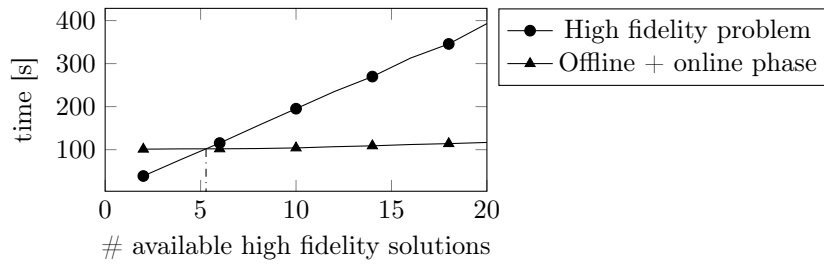 400
300
200
100
time [s]
0
5
10
15
20
# available high fidelity solutions
High fidelity problem
Offline + online phase